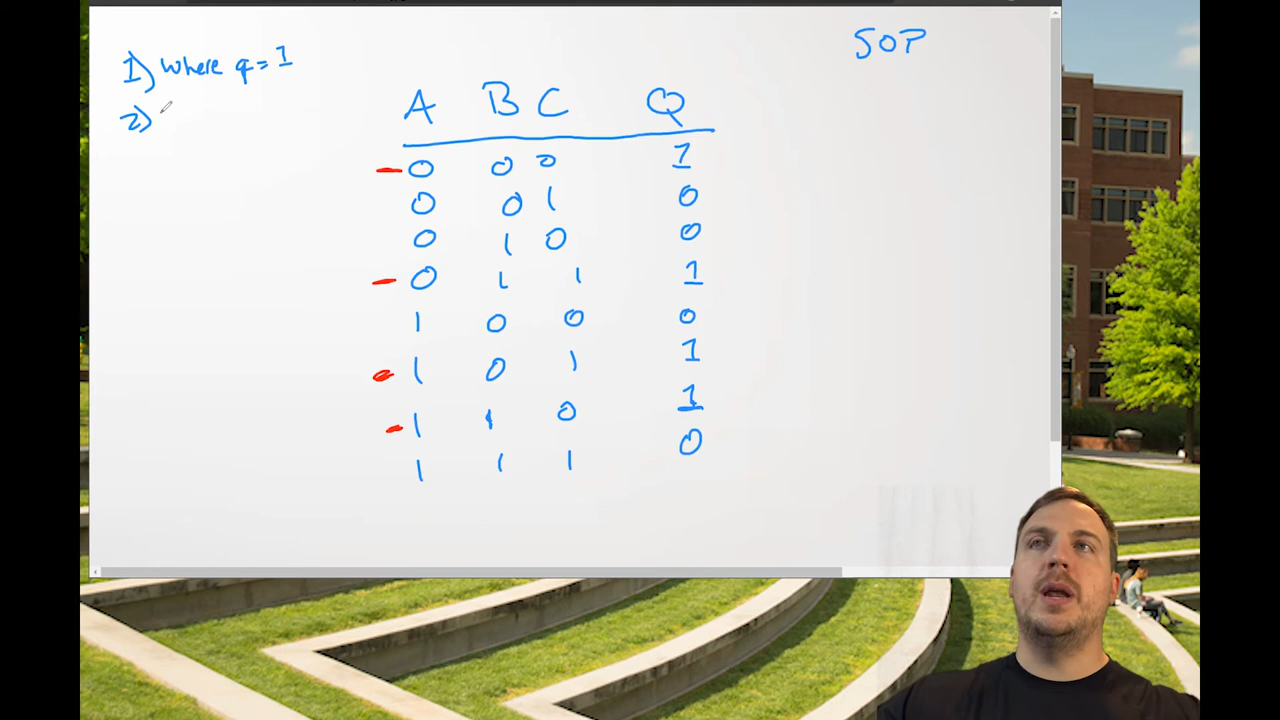 SOP
1) where q = 1
2)
A B C Q
0 0 0 1
0 0 1 0
0 1 0 0
0 1 1 1
1 0 0 0
1 0 1 1
1 1 0 1
1 1 1 0